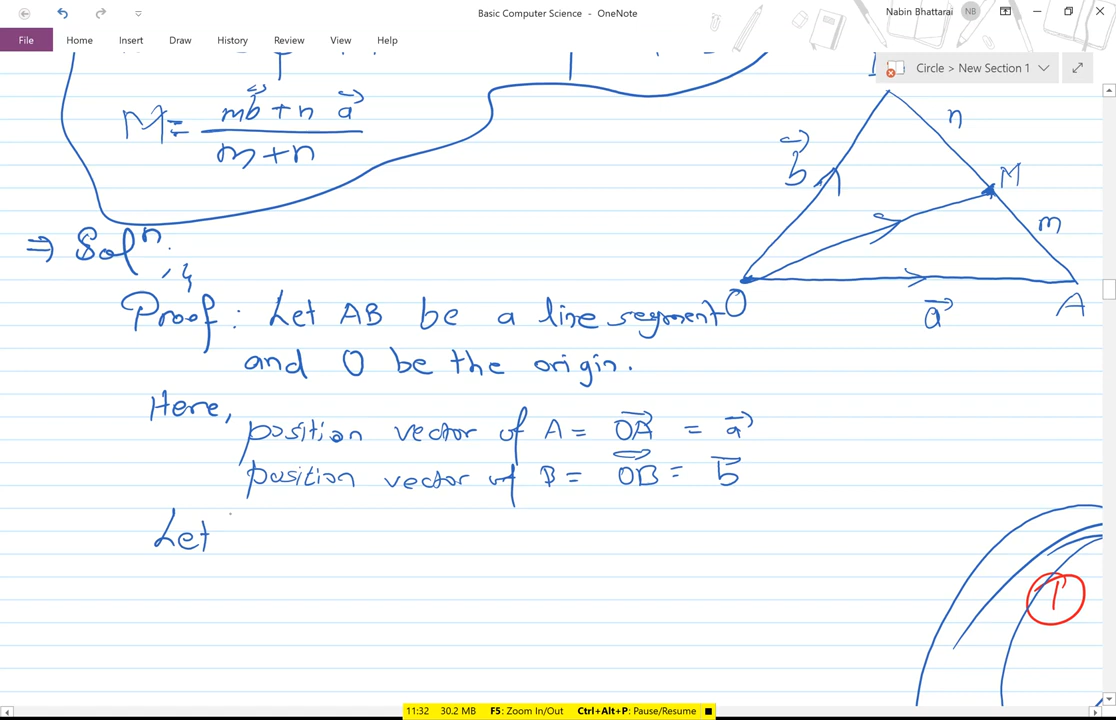 Basic Computer Science - OneNote
Nabin Bhattarai NB
File Home Insert Draw History Review View Help
Circle > New Section 1
M = mb⃗ + n a⃗ / m + n
b⃗
n
M
m
O
a⃗
A
⇒ Solⁿ:
Proof: Let AB be a line segment
and O be the origin.
Here,
position vector of A = OA⃗ = a⃗
position vector of B = OB⃗ = b⃗
Let
P
11:32 30.2 MB F5: Zoom In/Out Ctrl+Alt+P: Pause/Resume